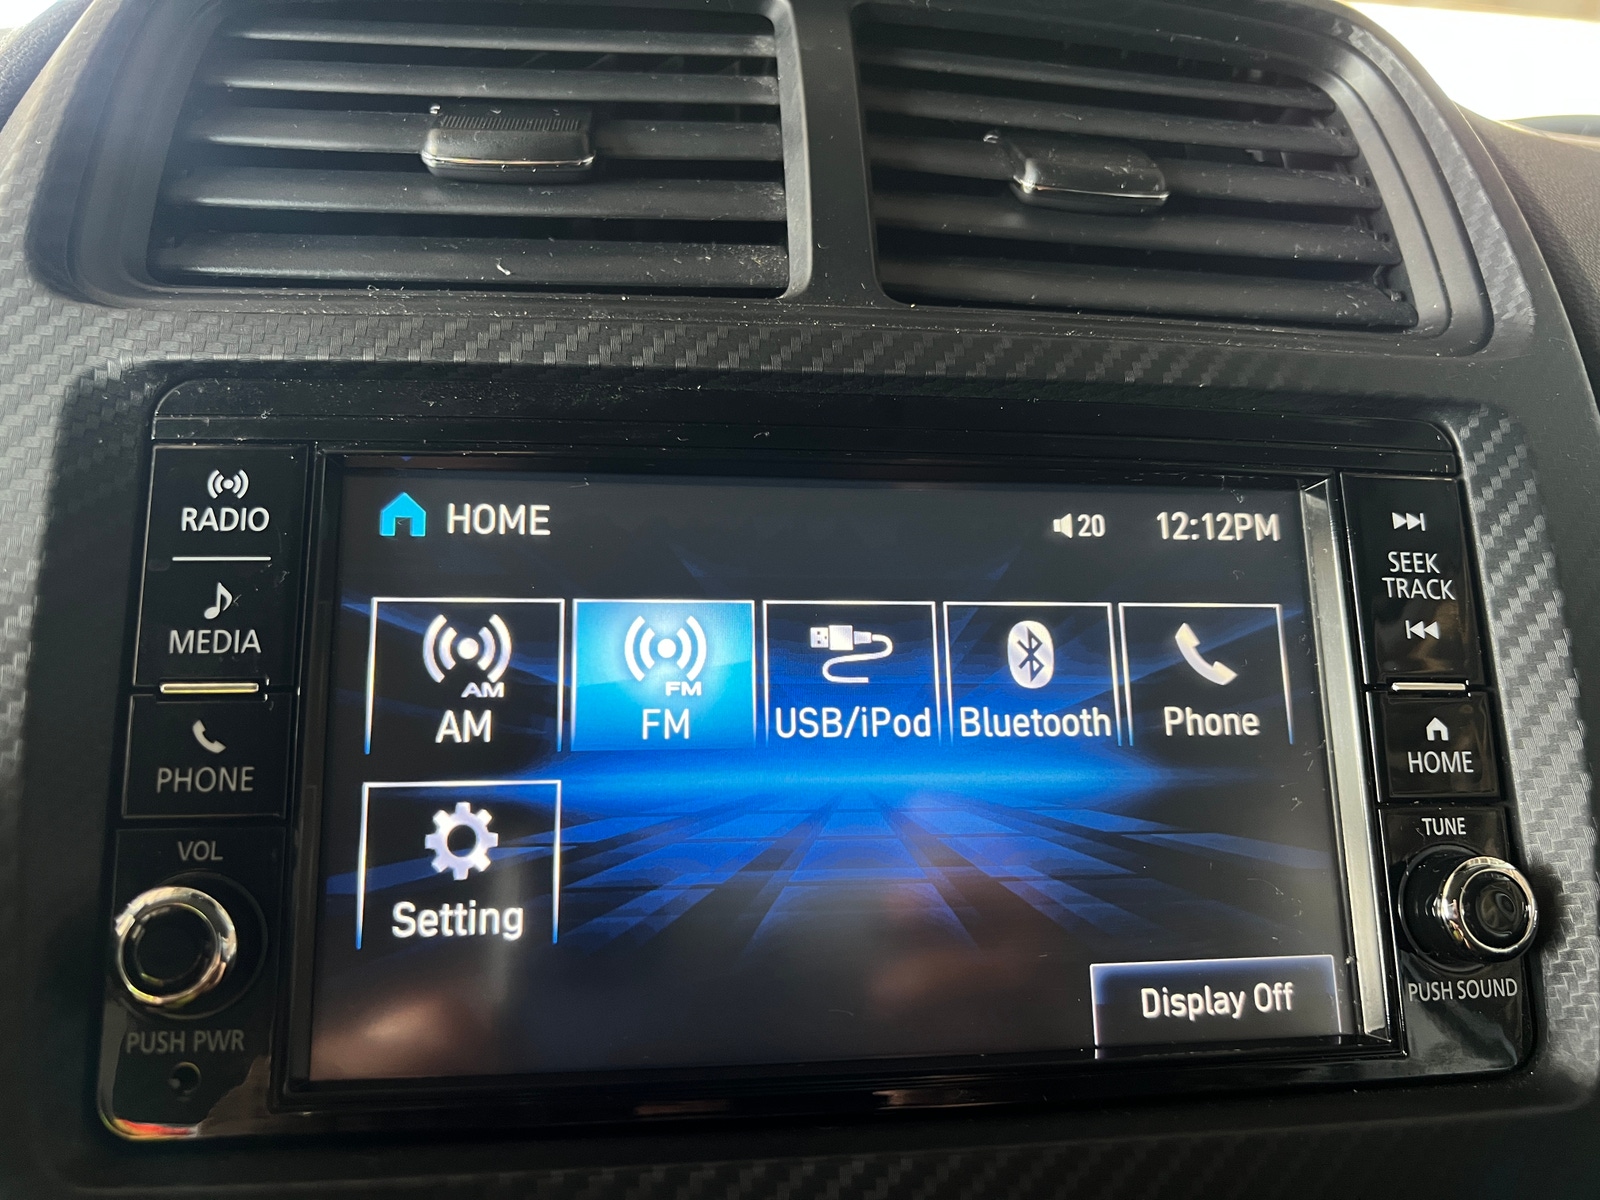 RADIO
MEDIA
PHONE
VOL
PUSH PWR
HOME
20
12:12PM
AM
AM
FM
FM
USB/iPod
Bluetooth
Phone
Setting
Display Off
SEEK
TRACK
HOME
TUNE
PUSH SOUND